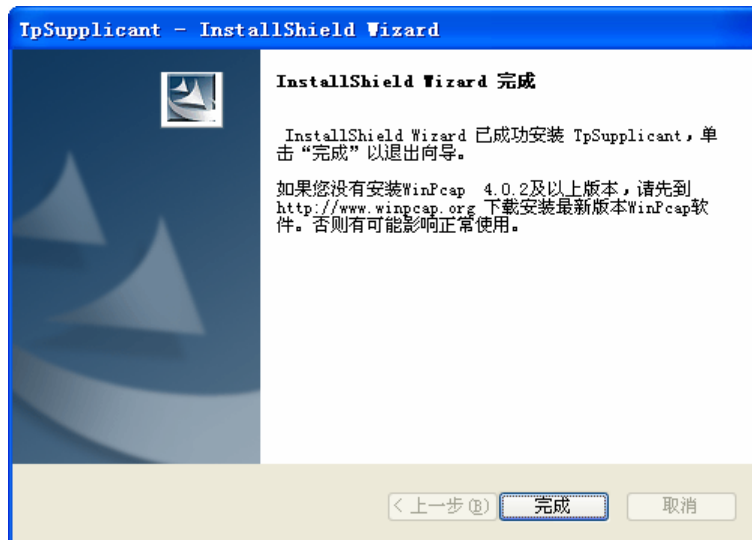 TpSupplicant - InstallShield Wizard
InstallShield Wizard 完成
InstallShield Wizard 已成功安装 TpSupplicant，单
击“完成”以退出向导。
如果您没有安装WinPcap 4.0.2及以上版本，请先到
http://www.winpcap.org 下载安装最新版本WinPcap软
件。否则有可能影响正常使用。
< 上一步(B) 完成 取消